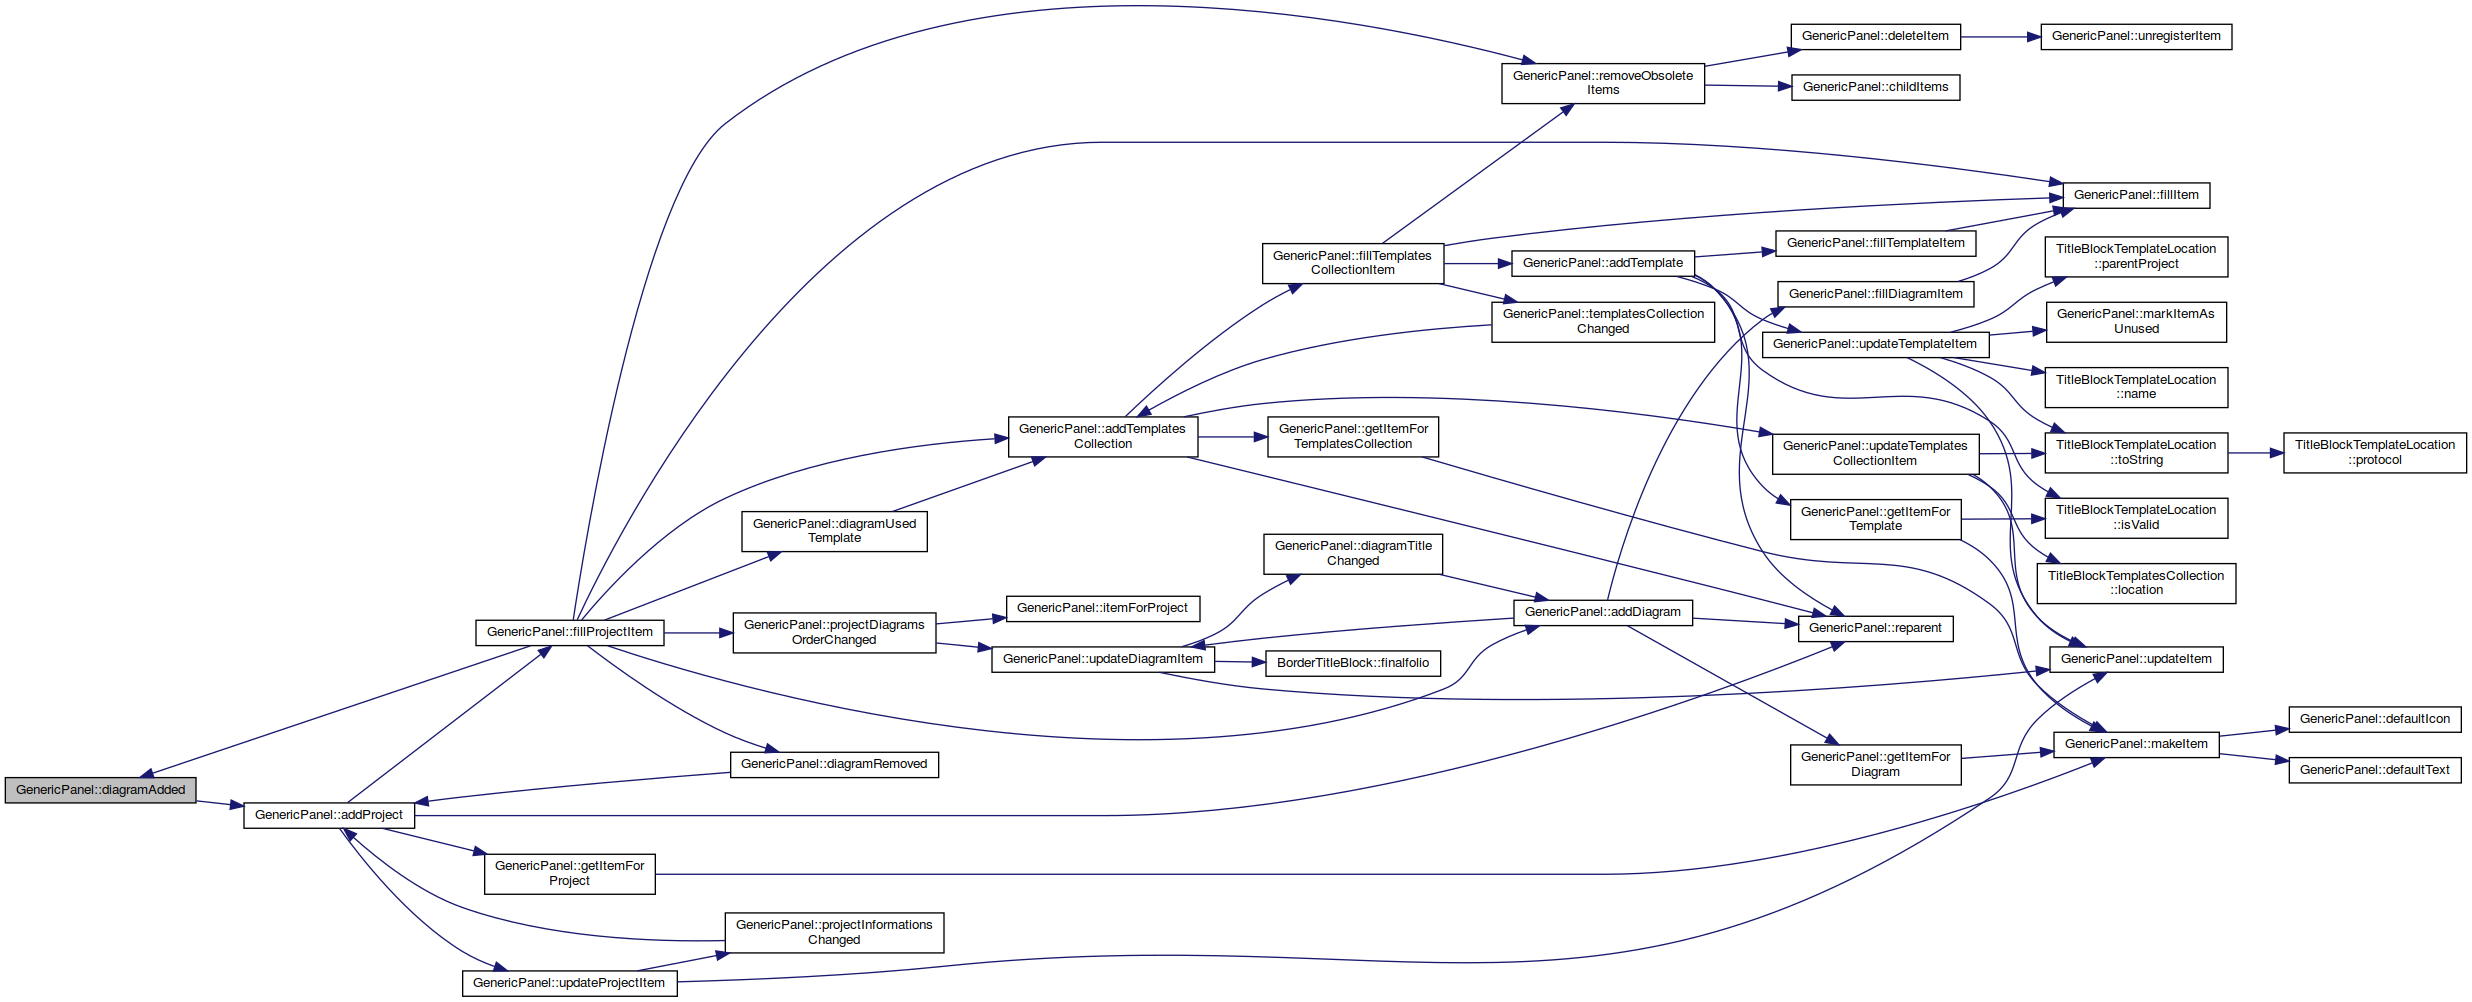 GenericPanel::deleteItem
GenericPanel::unregisterItem
GenericPanel::removeObsolete
Items
GenericPanel::childItems
GenericPanel::fillItem
GenericPanel::fillTemplates
CollectionItem
GenericPanel::addTemplate
GenericPanel::fillTemplateItem
TitleBlockTemplateLocation
::parentProject
GenericPanel::fillDiagramItem
GenericPanel::templatesCollection
Changed
GenericPanel::markItemAs
Unused
GenericPanel::updateTemplateItem
TitleBlockTemplateLocation
::name
GenericPanel::addTemplates
Collection
GenericPanel::getItemFor
TemplatesCollection
GenericPanel::updateTemplates
CollectionItem
TitleBlockTemplateLocation
::toString
TitleBlockTemplateLocation
::protocol
GenericPanel::diagramUsed
Template
GenericPanel::getItemFor
Template
TitleBlockTemplateLocation
::isValid
GenericPanel::diagramTitle
Changed
TitleBlockTemplatesCollection
::location
GenericPanel::itemForProject
GenericPanel::addDiagram
GenericPanel::fillProjectItem
GenericPanel::projectDiagrams
OrderChanged
GenericPanel::reparent
GenericPanel::updateDiagramItem
BorderTitleBlock::finalfolio
GenericPanel::updateItem
GenericPanel::defaultIcon
GenericPanel::makeItem
GenericPanel::diagramRemoved
GenericPanel::getItemFor
Diagram
GenericPanel::defaultText
GenericPanel::diagramAdded
GenericPanel::addProject
GenericPanel::getItemFor
Project
GenericPanel::projectInformations
Changed
GenericPanel::updateProjectItem